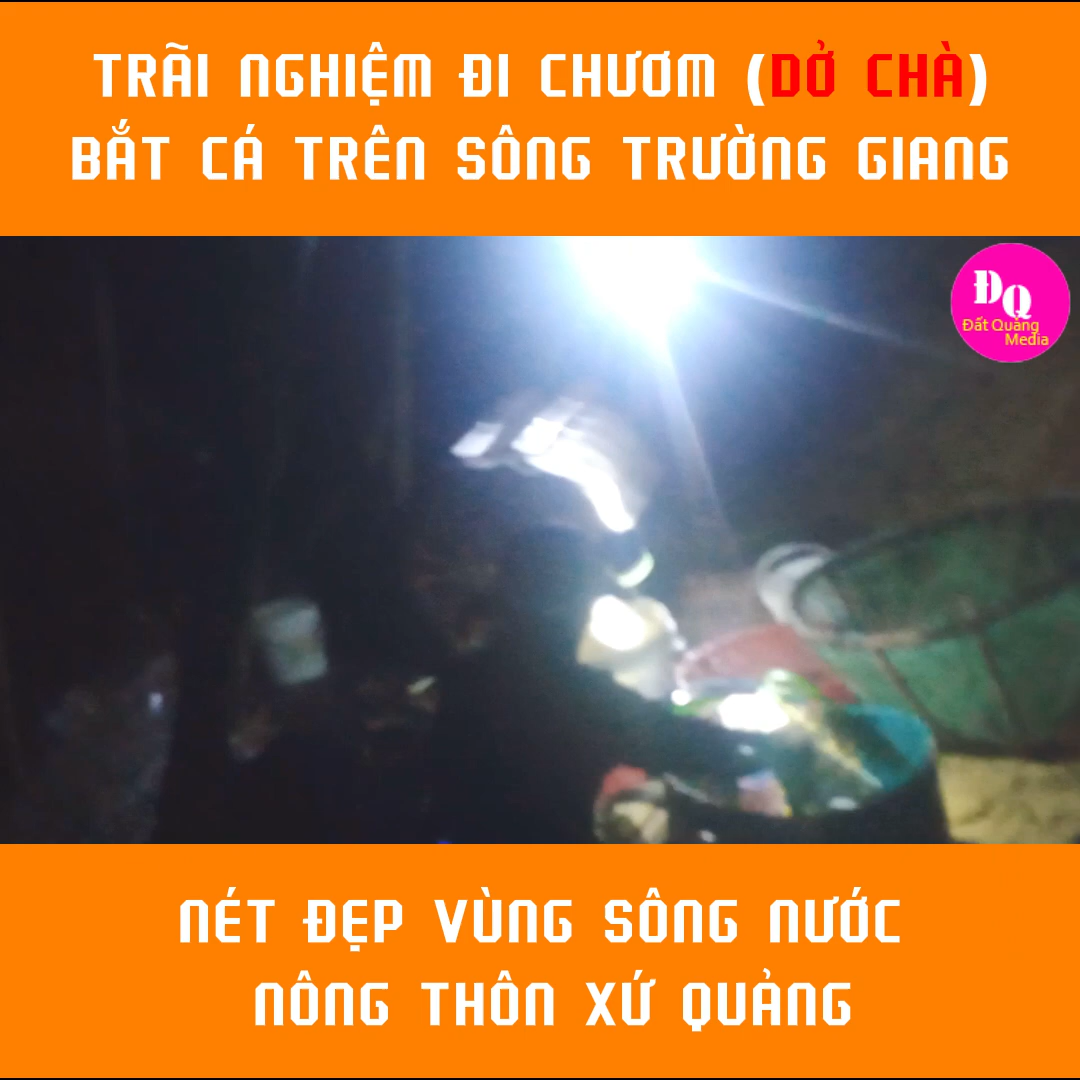 TRÃI NGHIỆM ĐI CHƯƠM (DỞ CHÀ)
BẮT CÁ TRÊN SÔNG TRƯỜNG GIANG
ĐQ
Đất Quảng
Media
NÉT ĐẸP VÙNG SÔNG NƯỚC
NÔNG THÔN XỨ QUẢNG